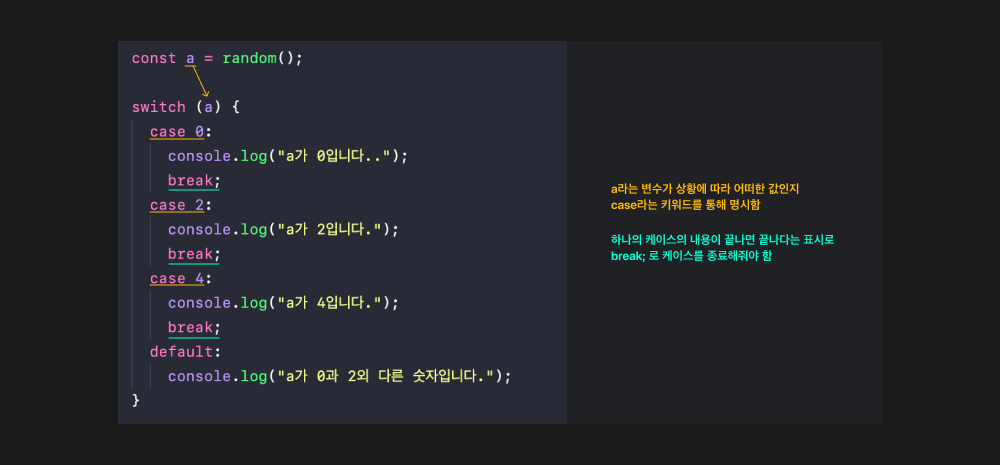 const a = random();
switch (a) {
case 0:
console.log("a가 0입니다..");
break;
case 2:
console.log("a가 2입니다.");
break;
case 4:
console.log("a가 4입니다.");
break;
default:
console.log("a가 0과 2외 다른 숫자입니다.");
}
a라는 변수가 상황에 따라 어떠한 값인지
case라는 키워드를 통해 명시함
하나의 케이스의 내용이 끝나면 끝나다는 표시로
break; 로 케이스를 종료해줘야 함